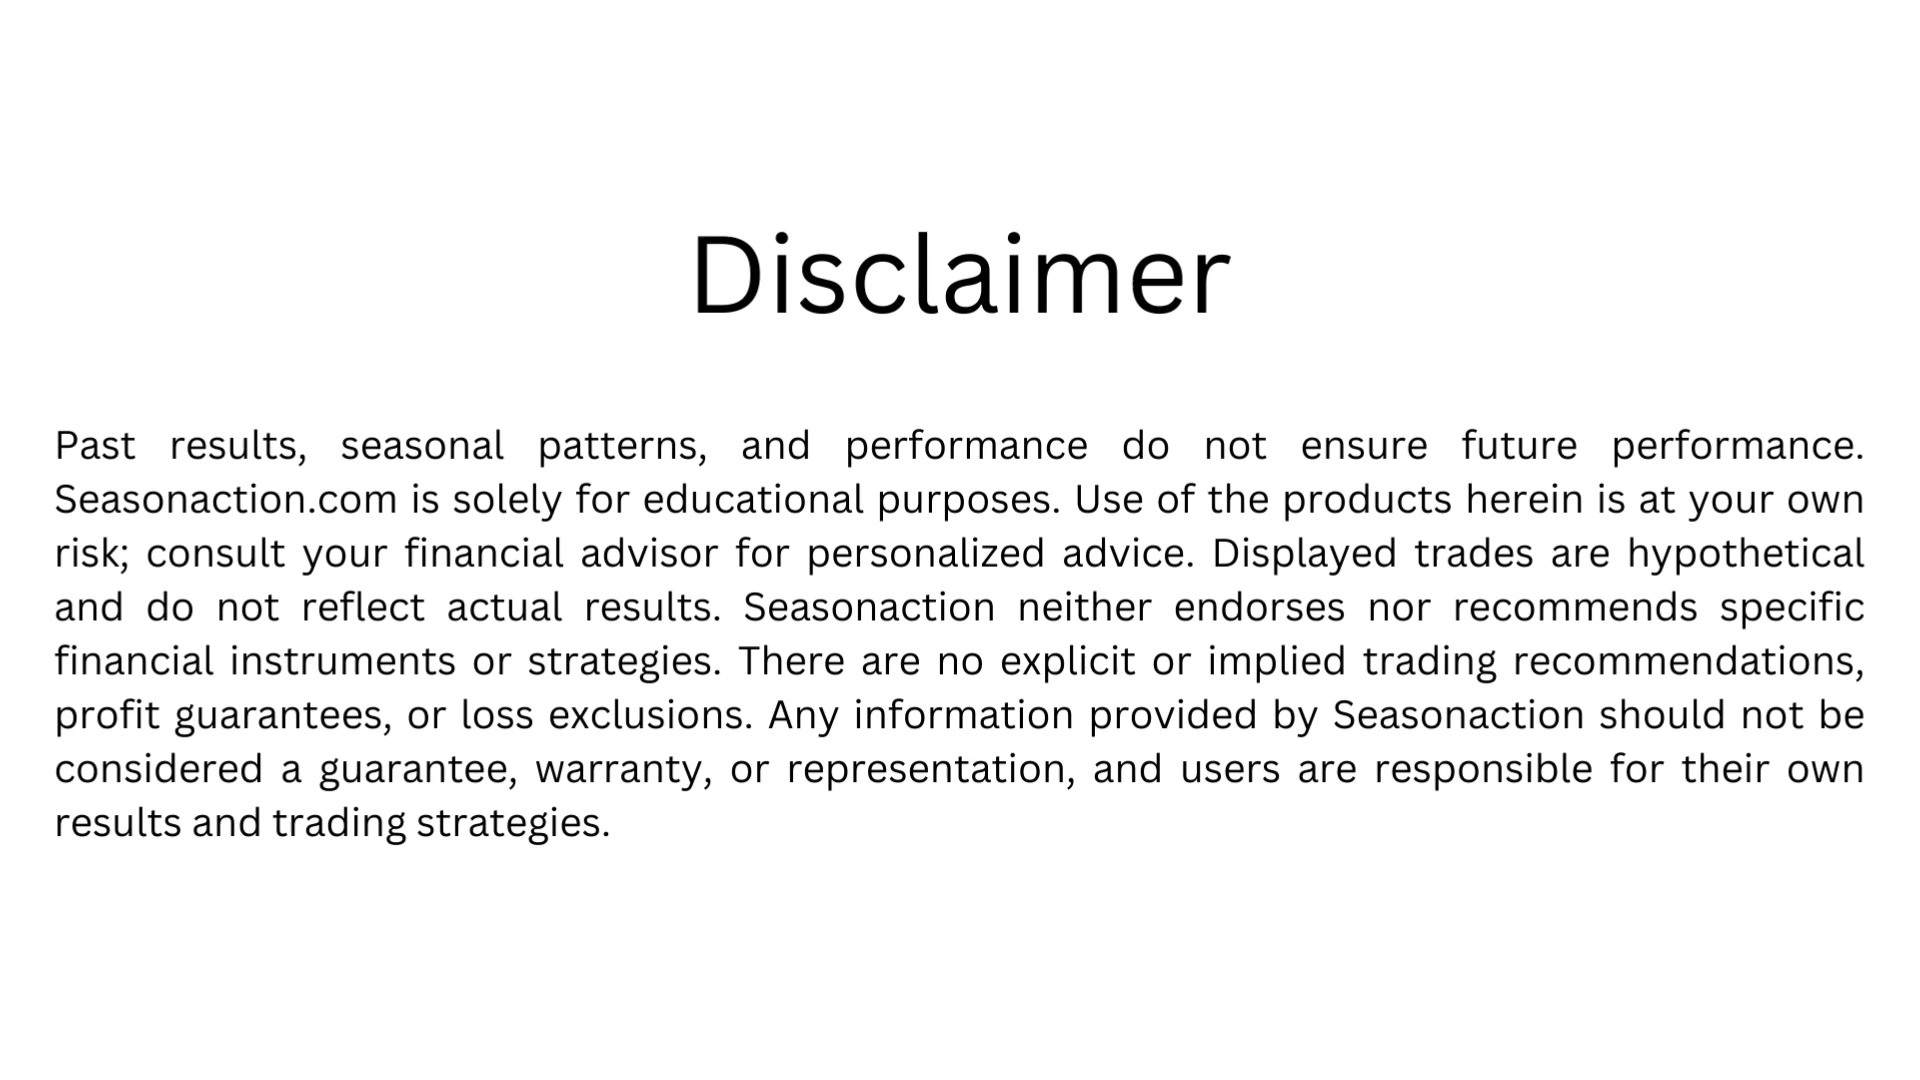 Disclaimer
Past results, seasonal patterns, and performance do not ensure future performance.
Seasonaction.com is solely for educational purposes. Use of the products herein is at your own
risk; consult your financial advisor for personalized advice. Displayed trades are hypothetical
and do not reflect actual results. Seasonaction neither endorses nor recommends specific
financial instruments or strategies. There are no explicit or implied trading recommendations,
profit guarantees, or loss exclusions. Any information provided by Seasonaction should not be
considered a guarantee, warranty, or representation, and users are responsible for their own
results and trading strategies.